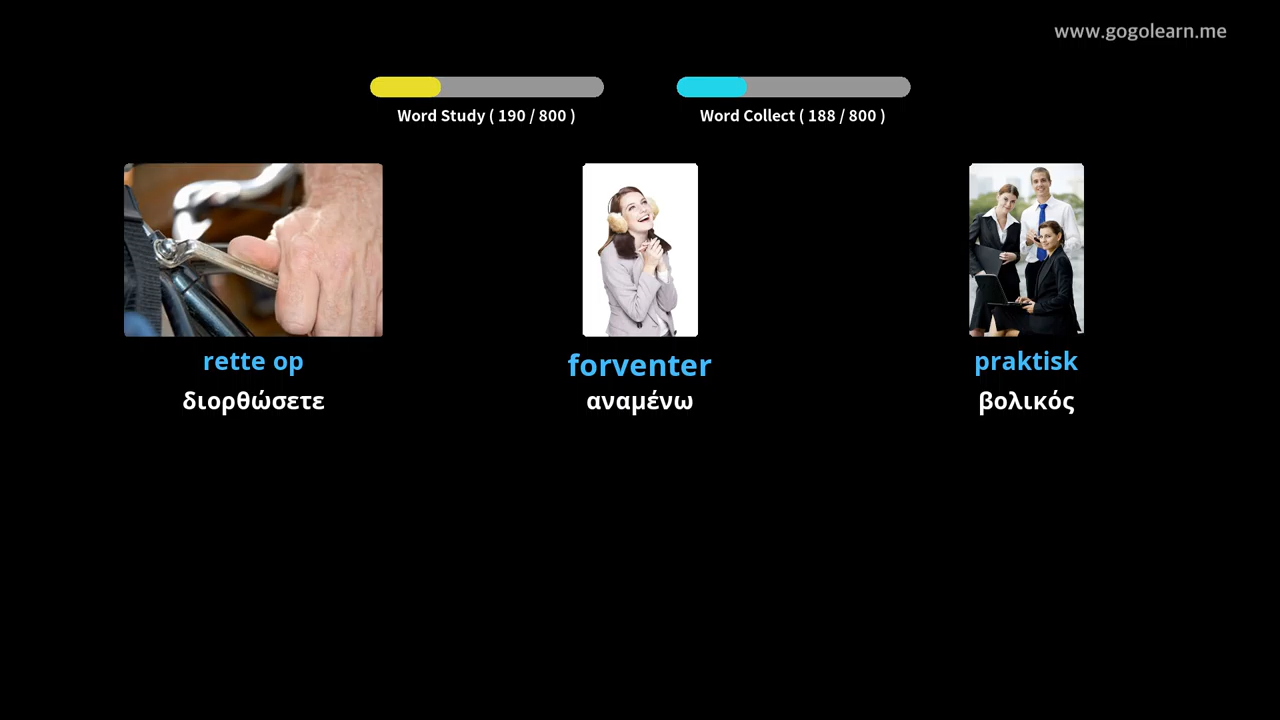 www.gogolearn.me
Word Study ( 190 / 800 )
Word Collect ( 188 / 800 )
rette op
διορθώσετε
forventer
αναμένω
praktisk
βολικός